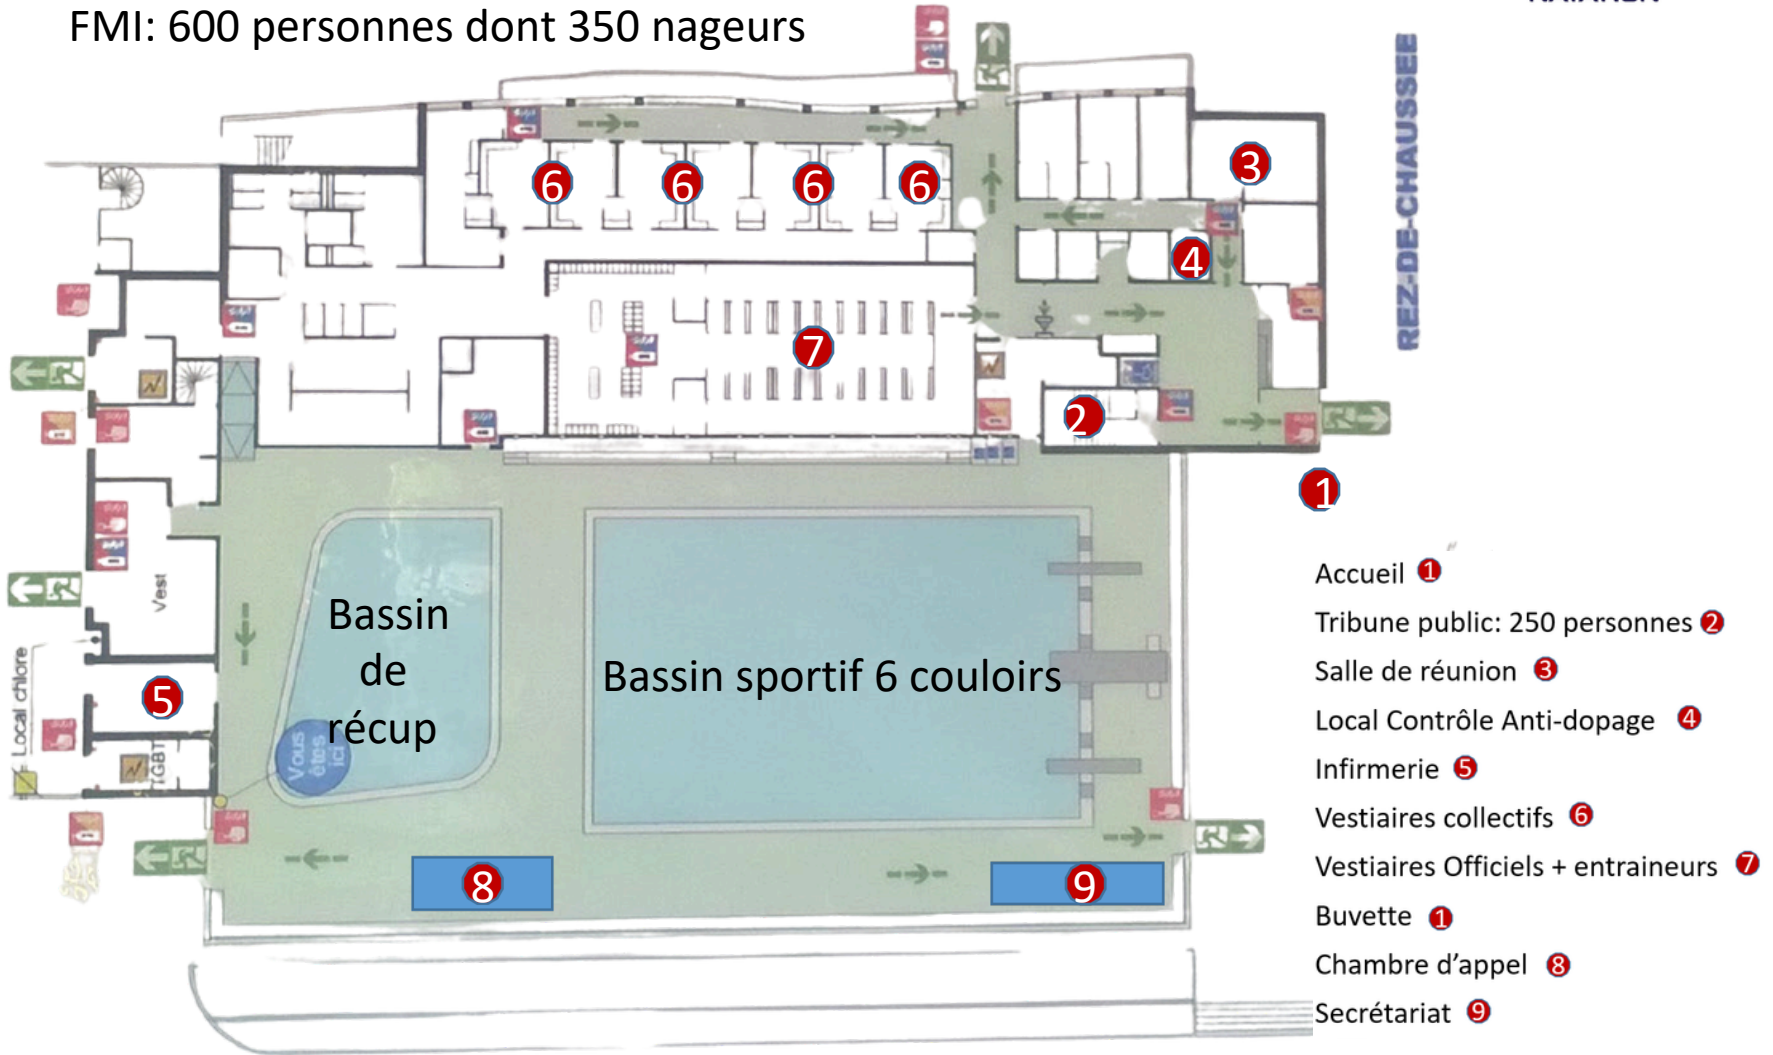 FMI: 600 personnes dont 350 nageurs
REZ-DE-CHAUSSEE
6
6
6
6
3
4
7
2
1
Vest
Local chlore
5
TGBT
Bassin
de
récup
Vous
êtes
ici
Bassin sportif 6 couloirs
8
9
Accueil 1
Tribune public: 250 personnes 2
Salle de réunion 3
Local Contrôle Anti-dopage 4
Infirmerie 5
Vestiaires collectifs 6
Vestiaires Officiels + entraineurs 7
Buvette 1
Chambre d'appel 8
Secrétariat 9